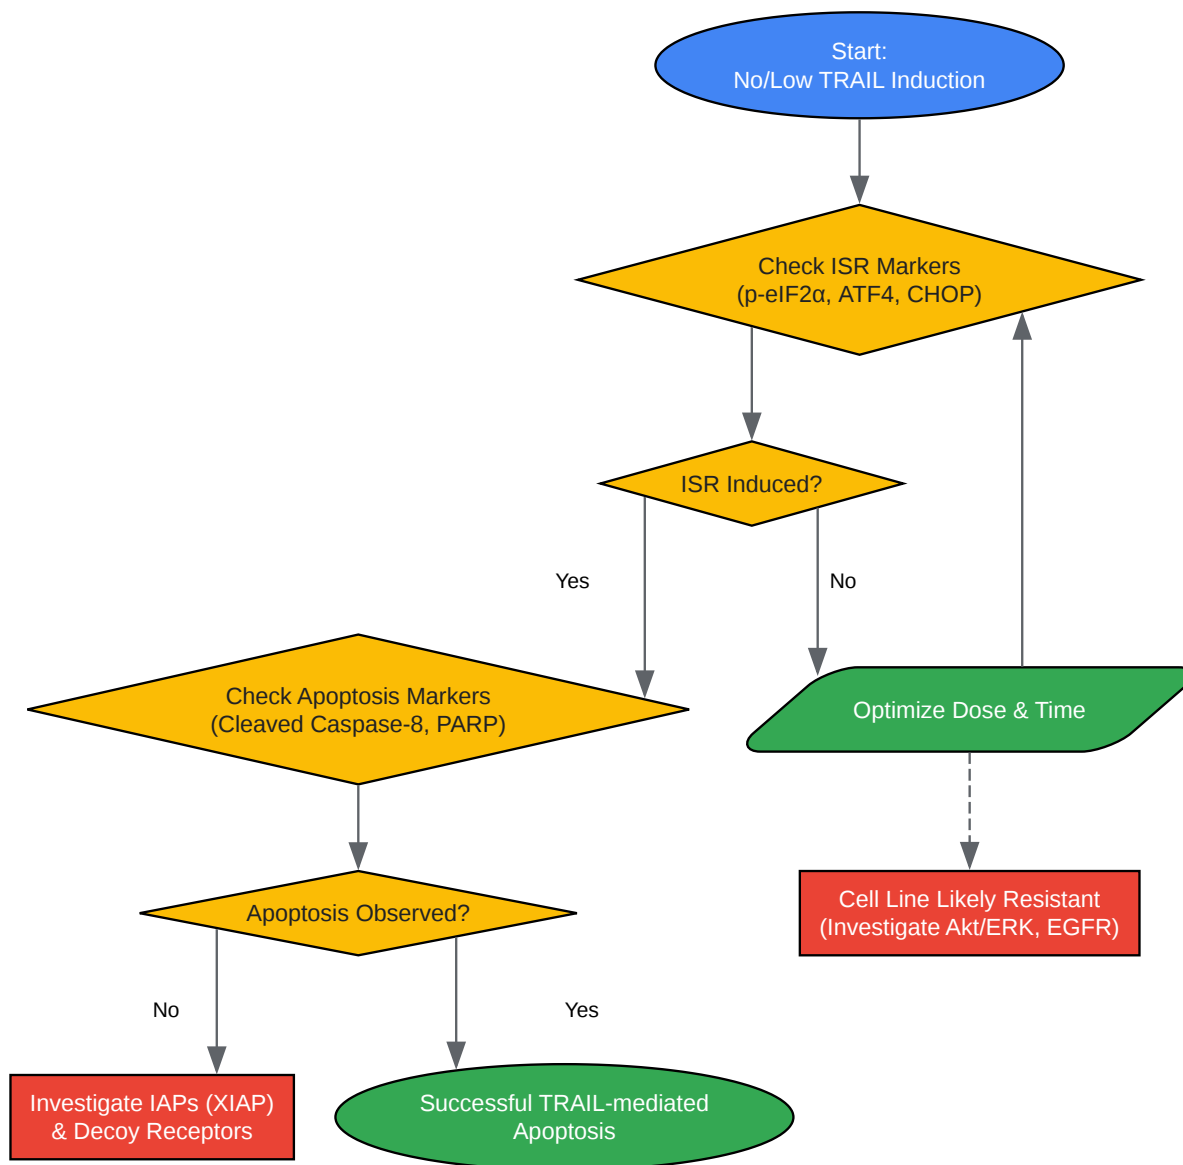 Start:
No/Low TRAIL Induction
Check ISR Markers
(p-eIF2α, ATF4, CHOP)
ISR Induced?
Yes
No
Check Apoptosis Markers
(Cleaved Caspase-8, PARP)
Optimize Dose & Time
Apoptosis Observed?
Cell Line Likely Resistant
(Investigate Akt/ERK, EGFR)
No
Yes
Investigate IAPs (XIAP)
& Decoy Receptors
Successful TRAIL-mediated
Apoptosis